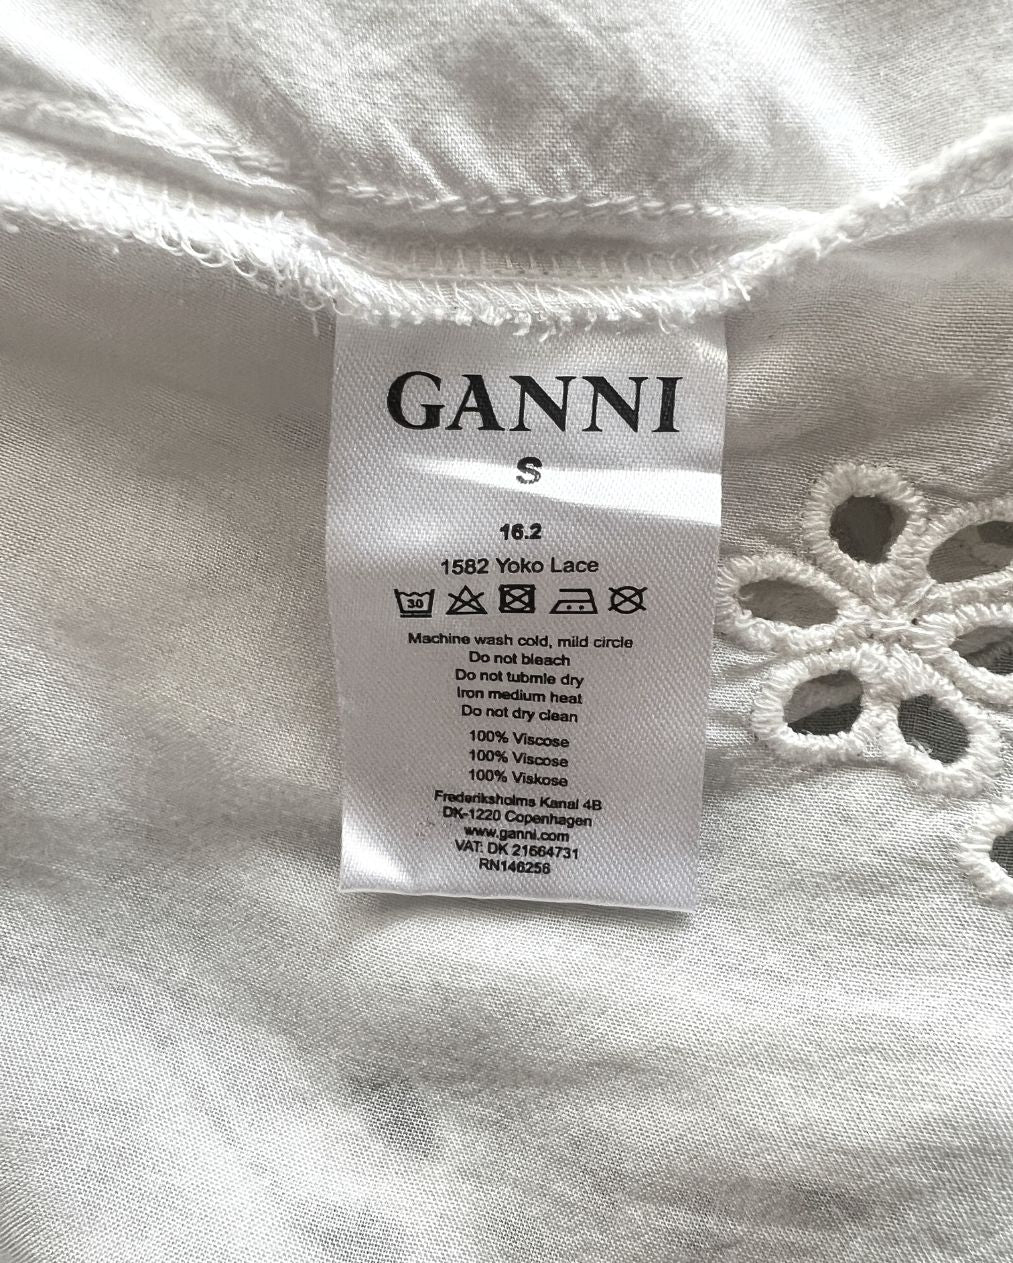 GANNI
S
16.2
1582 Yoko Lace
30
Machine wash cold, mild circle
Do not bleach
Do not tubmle dry
Iron medium heat
Do not dry clean
100% Viscose
100% Viscose
100% Viskose
Frederiksholms Kanal 4B
DK-1220 Copenhagen
www.ganni.com
VAT: DK 21664731
RN146256